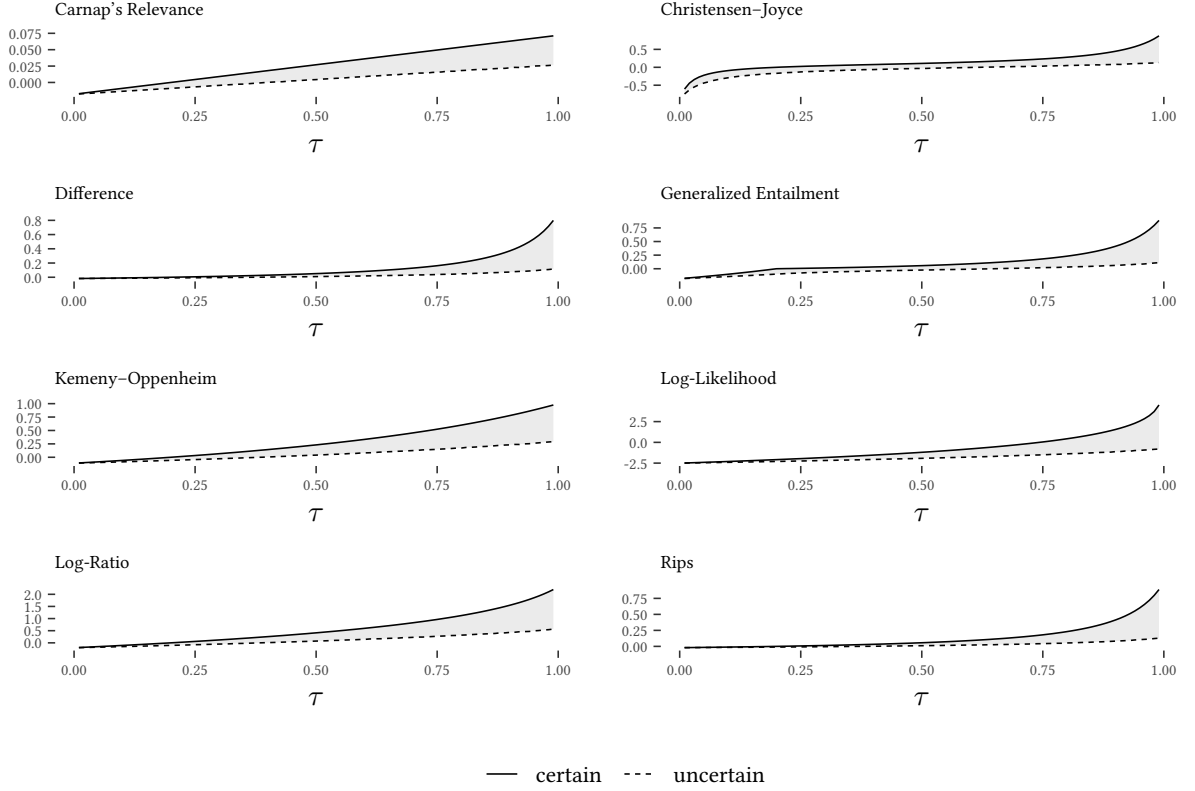 Carnap’s Relevance
0.075
0.050
0.025
0.000
0.00 0.25 0.50 0.75 1.00
τ
Christensen–Joyce
0.5
0.0
-0.5
0.00 0.25 0.50 0.75 1.00
τ
Difference
0.8
0.6
0.4
0.2
0.0
0.00 0.25 0.50 0.75 1.00
τ
Generalized Entailment
0.75
0.50
0.25
0.00
0.00 0.25 0.50 0.75 1.00
τ
Kemeny–Oppenheim
1.00
0.75
0.50
0.25
0.00
0.00 0.25 0.50 0.75 1.00
τ
Log-Likelihood
2.5
0.0
-2.5
0.00 0.25 0.50 0.75 1.00
τ
Log-Ratio
2.0
1.5
1.0
0.5
0.0
0.00 0.25 0.50 0.75 1.00
τ
Rips
0.75
0.50
0.25
0.00
0.00 0.25 0.50 0.75 1.00
τ
certain uncertain